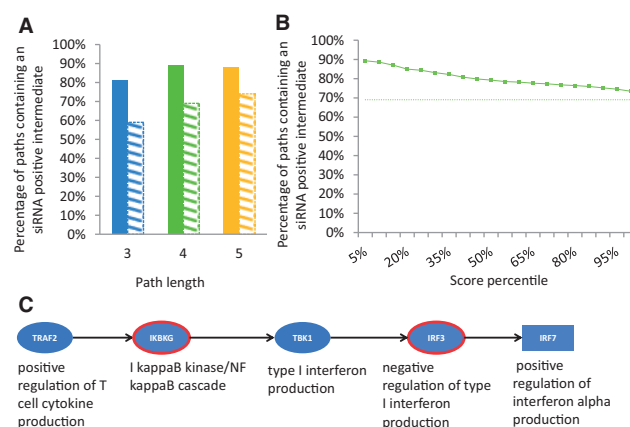 A
Percentage of paths containing an
siRNA positive intermediate
100%
90%
80%
70%
60%
50%
40%
30%
20%
10%
0%
3 4 5
Path length
B
Percentage of paths containing an
siRNA positive intermediate
100%
90%
80%
70%
60%
50%
40%
30%
20%
10%
0%
5% 20% 35% 50% 65% 80% 95%
Score percentile
C
TRAF2
IKBKG
TBK1
IRF3
IRF7
positive
regulation of T
cell cytokine
production
I kappaB kinase/NF
kappaB cascade
type I interferon
production
negative
regulation of type
I interferon
production
positive
regulation of
interferon alpha
production